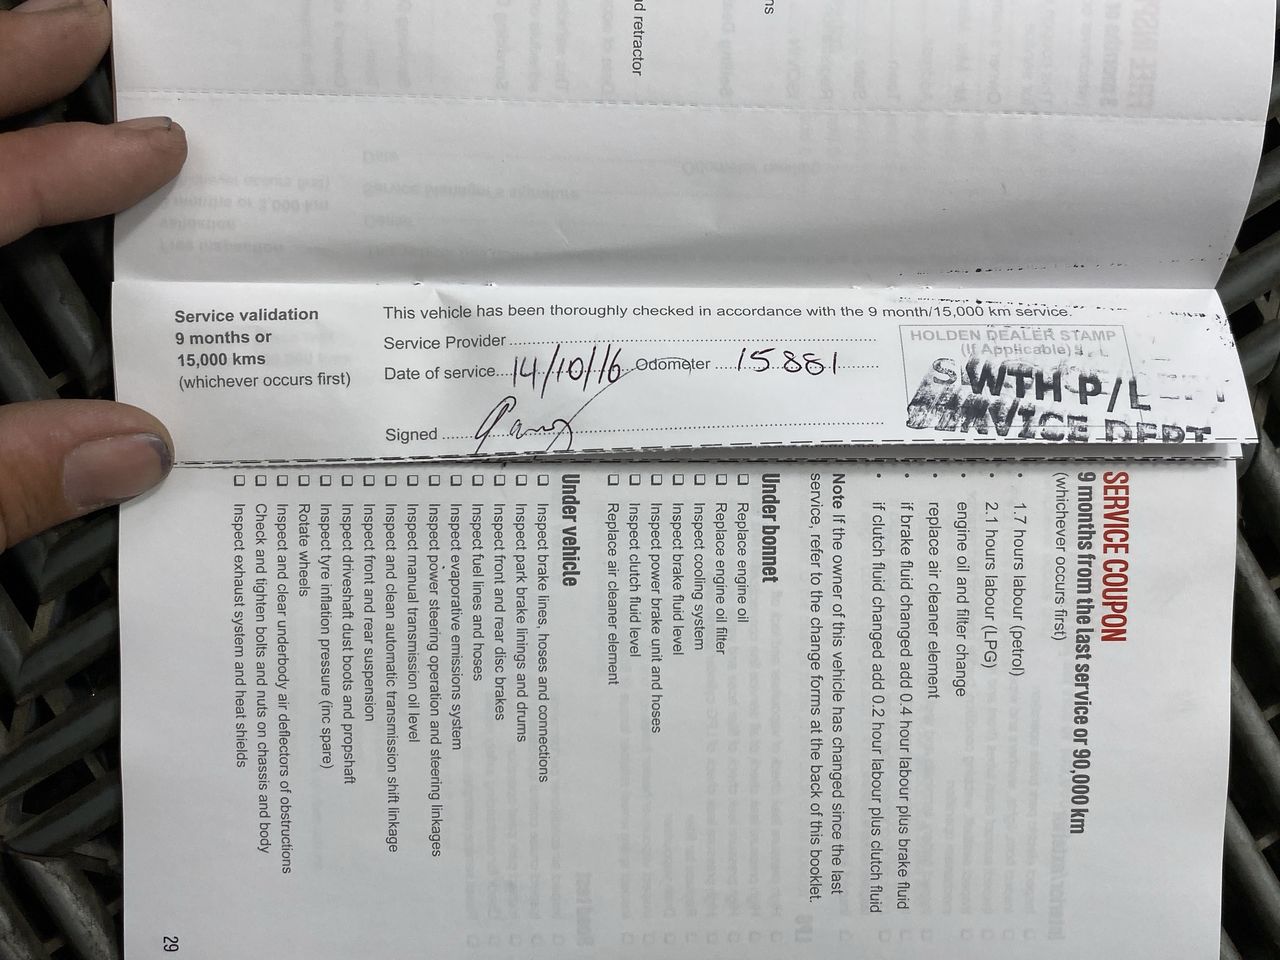 ns
d retractor
Service validation
9 months or
15,000 kms
(whichever occurs first)
This vehicle has been thoroughly checked in accordance with the 9 month/15,000 km service.
Service Provider
Date of service 14/10/16 Odometer 15881
Signed
HOLDEN DEALER STAMP
(If Applicable)
SWTH P/L
SERVICE DEPT
SERVICE COUPON
9 months from the last service or 90,000 km
(whichever occurs first)
• 1.7 hours labour (petrol)
• 2.1 hours labour (LPG)
• engine oil and filter change
• replace air cleaner element
• if brake fluid changed add 0.4 hour labour plus brake fluid
• if clutch fluid changed add 0.2 hour labour plus clutch fluid
Note If the owner of this vehicle has changed since the last
service, refer to the change forms at the back of this booklet.
Under bonnet
❑ Replace engine oil
❑ Replace engine oil filter
❑ Inspect cooling system
❑ Inspect brake fluid level
❑ Inspect power brake unit and hoses
❑ Inspect clutch fluid level
❑ Replace air cleaner element
Under vehicle
❑ Inspect brake lines, hoses and connections
❑ Inspect park brake linings and drums
❑ Inspect front and rear disc brakes
❑ Inspect fuel lines and hoses
❑ Inspect evaporative emissions system
❑ Inspect power steering operation and steering linkages
❑ Inspect manual transmission oil level
❑ Inspect and clean automatic transmission shift linkage
❑ Inspect front and rear suspension
❑ Inspect driveshaft dust boots and propshaft
❑ Inspect tyre inflation pressure (inc spare)
❑ Rotate wheels
❑ Inspect and clear underbody air deflectors of obstructions
❑ Check and tighten bolts and nuts on chassis and body
❑ Inspect exhaust system and heat shields
29